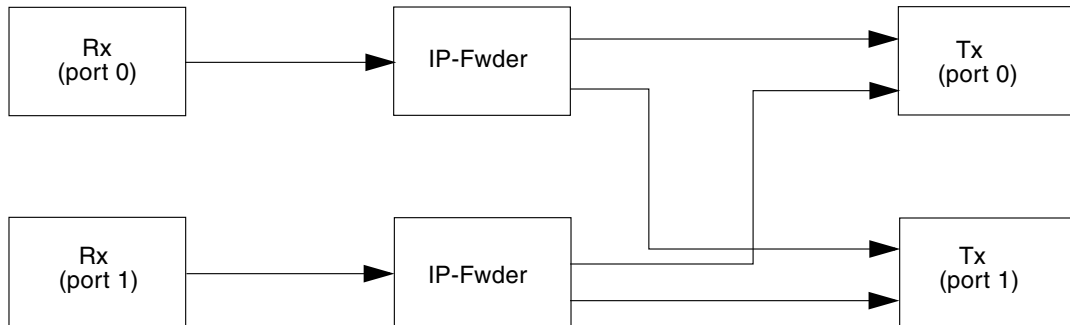 Rx
(port 0)
IP-Fwder
Tx
(port 0)
Rx
(port 1)
IP-Fwder
Tx
(port 1)